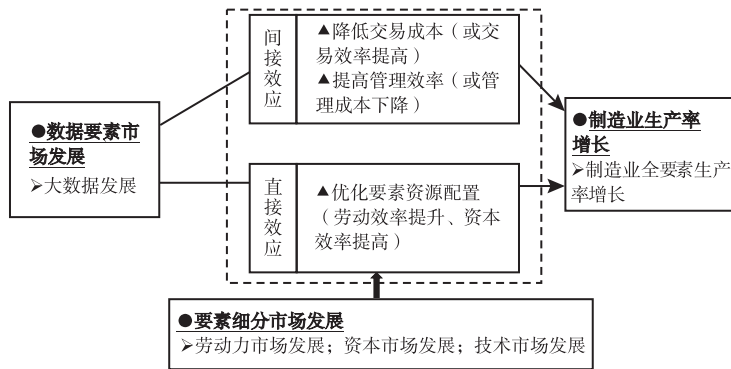 ●数据要素市
场发展
➢大数据发展
间
接
效
应
▲降低交易成本（或交
易效率提高）
▲提高管理效率（或管
理成本下降）
直
接
效
应
▲优化要素资源配置
（劳动效率提升、资本
效率提高）
●制造业生产率
增长
➢制造业全要素生产
率增长
●要素细分市场发展
➢劳动力市场发展；资本市场发展；技术市场发展